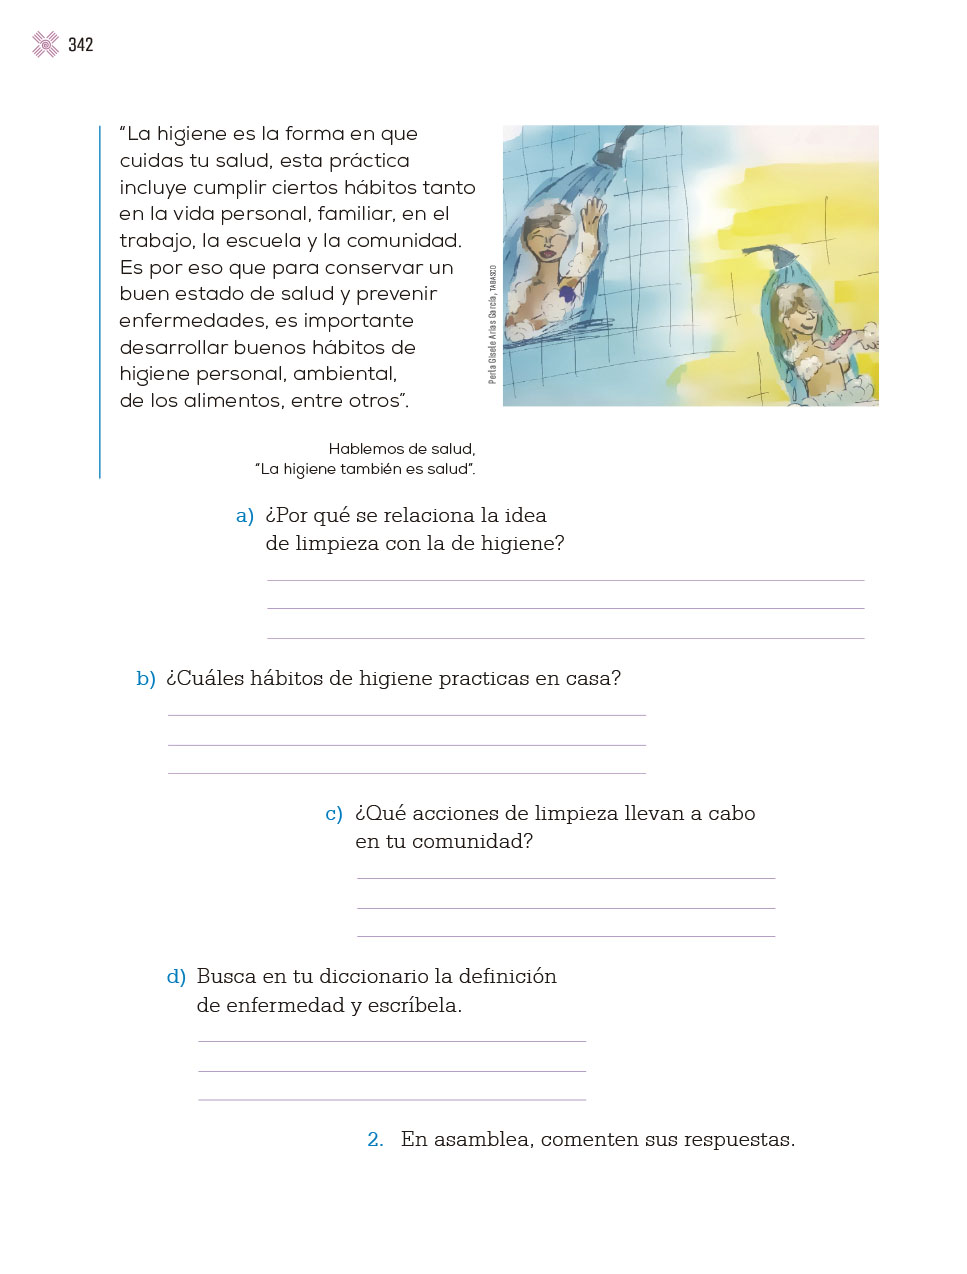 342
“La higiene es la forma en que
cuidas tu salud, esta práctica
incluye cumplir ciertos hábitos tanto
en la vida personal, familiar, en el
trabajo, la escuela y la comunidad.
Es por eso que para conservar un
buen estado de salud y prevenir
enfermedades, es importante
desarrollar buenos hábitos de
higiene personal, ambiental,
de los alimentos, entre otros”.
Hablemos de salud,
“La higiene también es salud”.
Perla Gisele Arias García, TABASCO
a) ¿Por qué se relaciona la idea
de limpieza con la de higiene?
b) ¿Cuáles hábitos de higiene practicas en casa?
c) ¿Qué acciones de limpieza llevan a cabo
en tu comunidad?
d) Busca en tu diccionario la definición
de enfermedad y escríbela.
2. En asamblea, comenten sus respuestas.